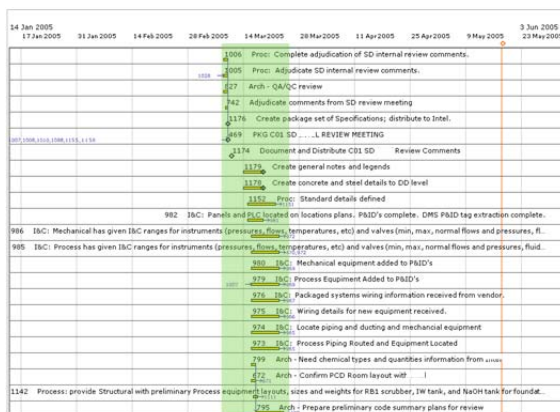 14 Jan 2005 3 Jun 2005
17 Jan 2005 31 Jan 2005 14 Feb 2005 28 Feb 2005 14 Mar 2005 28 Mar 2005 11 Apr 2005 25 Apr 2005 9 May 2005 23 May 2005
1006 Proc: Complete adjudication of SD internal review comments.
1005 Proc: Adjudicate SD internal review comments.
827 Arch - QA/QC review
742 Adjudicate comments from SD review meeting
1176 Create package set of Specifications; distribute to Intel.
469 PKG C01 SD ... L REVIEW MEETING
1174 Document and Distribute C01 SD Review Comments
1179 Create general notes and legends
1178 Create concrete and steel details to DD level
1152 Proc: Standard details defined
982 I&C: Panels and PLC located on locations plans. P&ID's complete. DMS P&ID tag extraction complete.
986 I&C: Mechanical has given I&C ranges for instruments (pressures, flows, temperatures, etc) and valves (min, max, normal flows and pressures, fl...
985 I&C: Process has given I&C ranges for instruments (pressures, flows, temperatures, etc) and valves (min, max, normal flows and pressures, fluid...
980 I&C: Mechanical equipment added to P&ID's
979 I&C: Process Equipment Added to P&ID's
976 I&C: Packaged systems wiring information received from vendor.
975 I&C: Wiring details for new equipment received.
974 I&C: Locate piping and ducting and mechancial equipment
973 I&C: Process Piping Routed and Equipment Located
799 Arch - Need chemical types and quantities information from
672 Arch - Confirm PCD Room layout with
1142 Process: provide Structural with preliminary Process equipment layouts, sizes and weights for RB1 scrubber, IW tank, and NaOH tank for foundat...
795 Arch - Prepare preliminary code summary plans for review